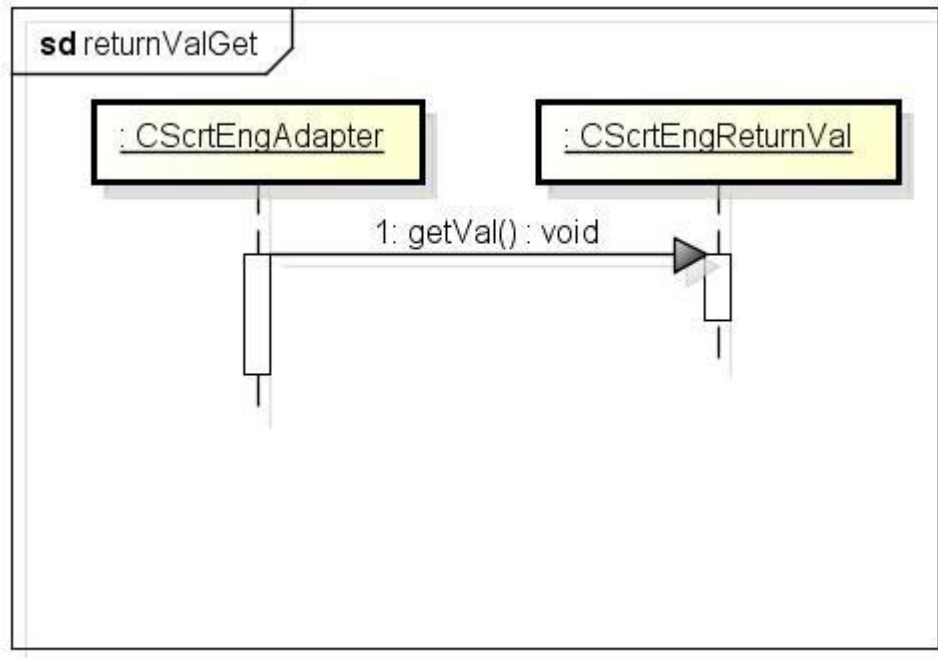 sd returnValGet
: CScrtEngAdapter
: CScrtEngReturnVal
1: getVal() : void